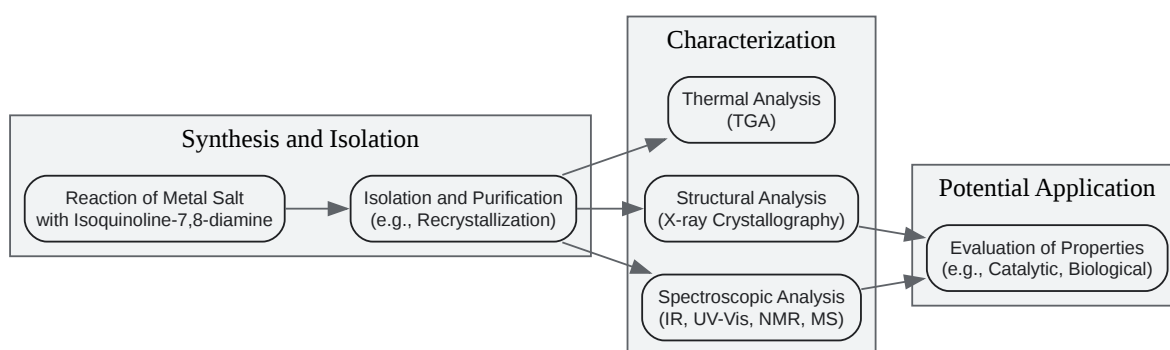 Synthesis and Isolation
Reaction of Metal Salt
with Isoquinoline-7,8-diamine
Isolation and Purification
(e.g., Recrystallization)
Characterization
Thermal Analysis
(TGA)
Structural Analysis
(X-ray Crystallography)
Spectroscopic Analysis
(IR, UV-Vis, NMR, MS)
Potential Application
Evaluation of Properties
(e.g., Catalytic, Biological)